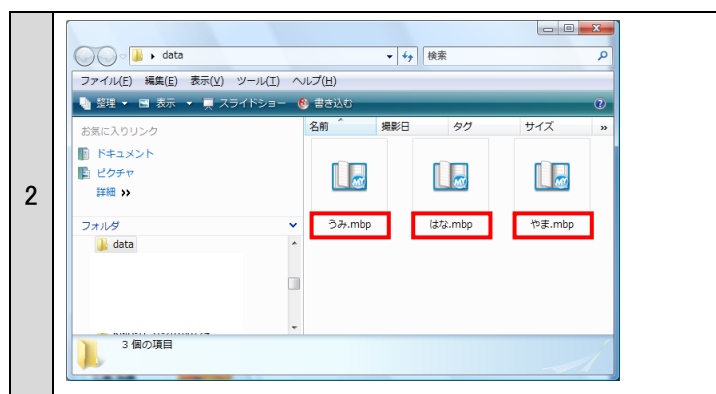 2
data
検索
ファイル(F) 編集(E) 表示(V) ツール(T) ヘルプ(H)
整理 表示 スライドショー 書き込む
お気に入りリンク
ドキュメント
ピクチャ
詳細 »
フォルダ
data
名前 撮影日 タグ サイズ »
うみ.mbp はな.mbp やま.mbp
3 個の項目